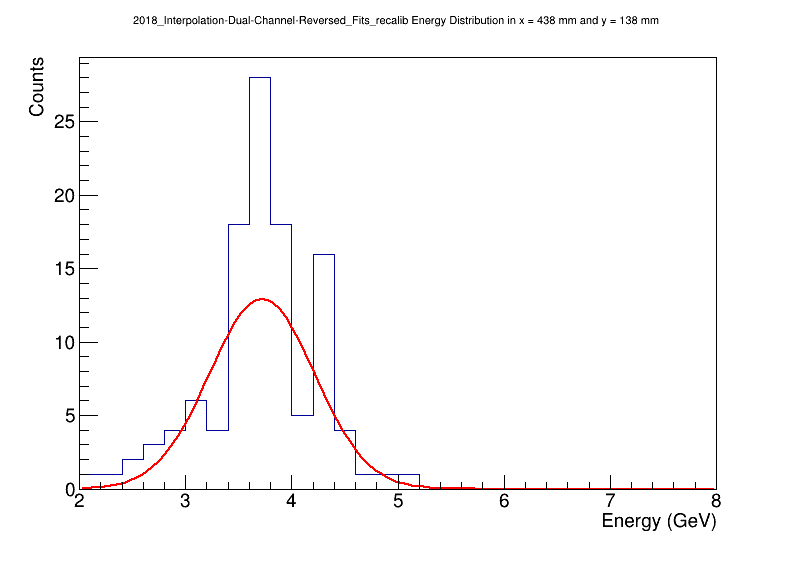 2018_Interpolation-Dual-Channel-Reversed_Fits_recalib Energy Distribution in x = 438 mm and y = 138 mm
Counts
25
20
15
10
5
0
2 3 4 5 6 7 8
Energy (GeV)